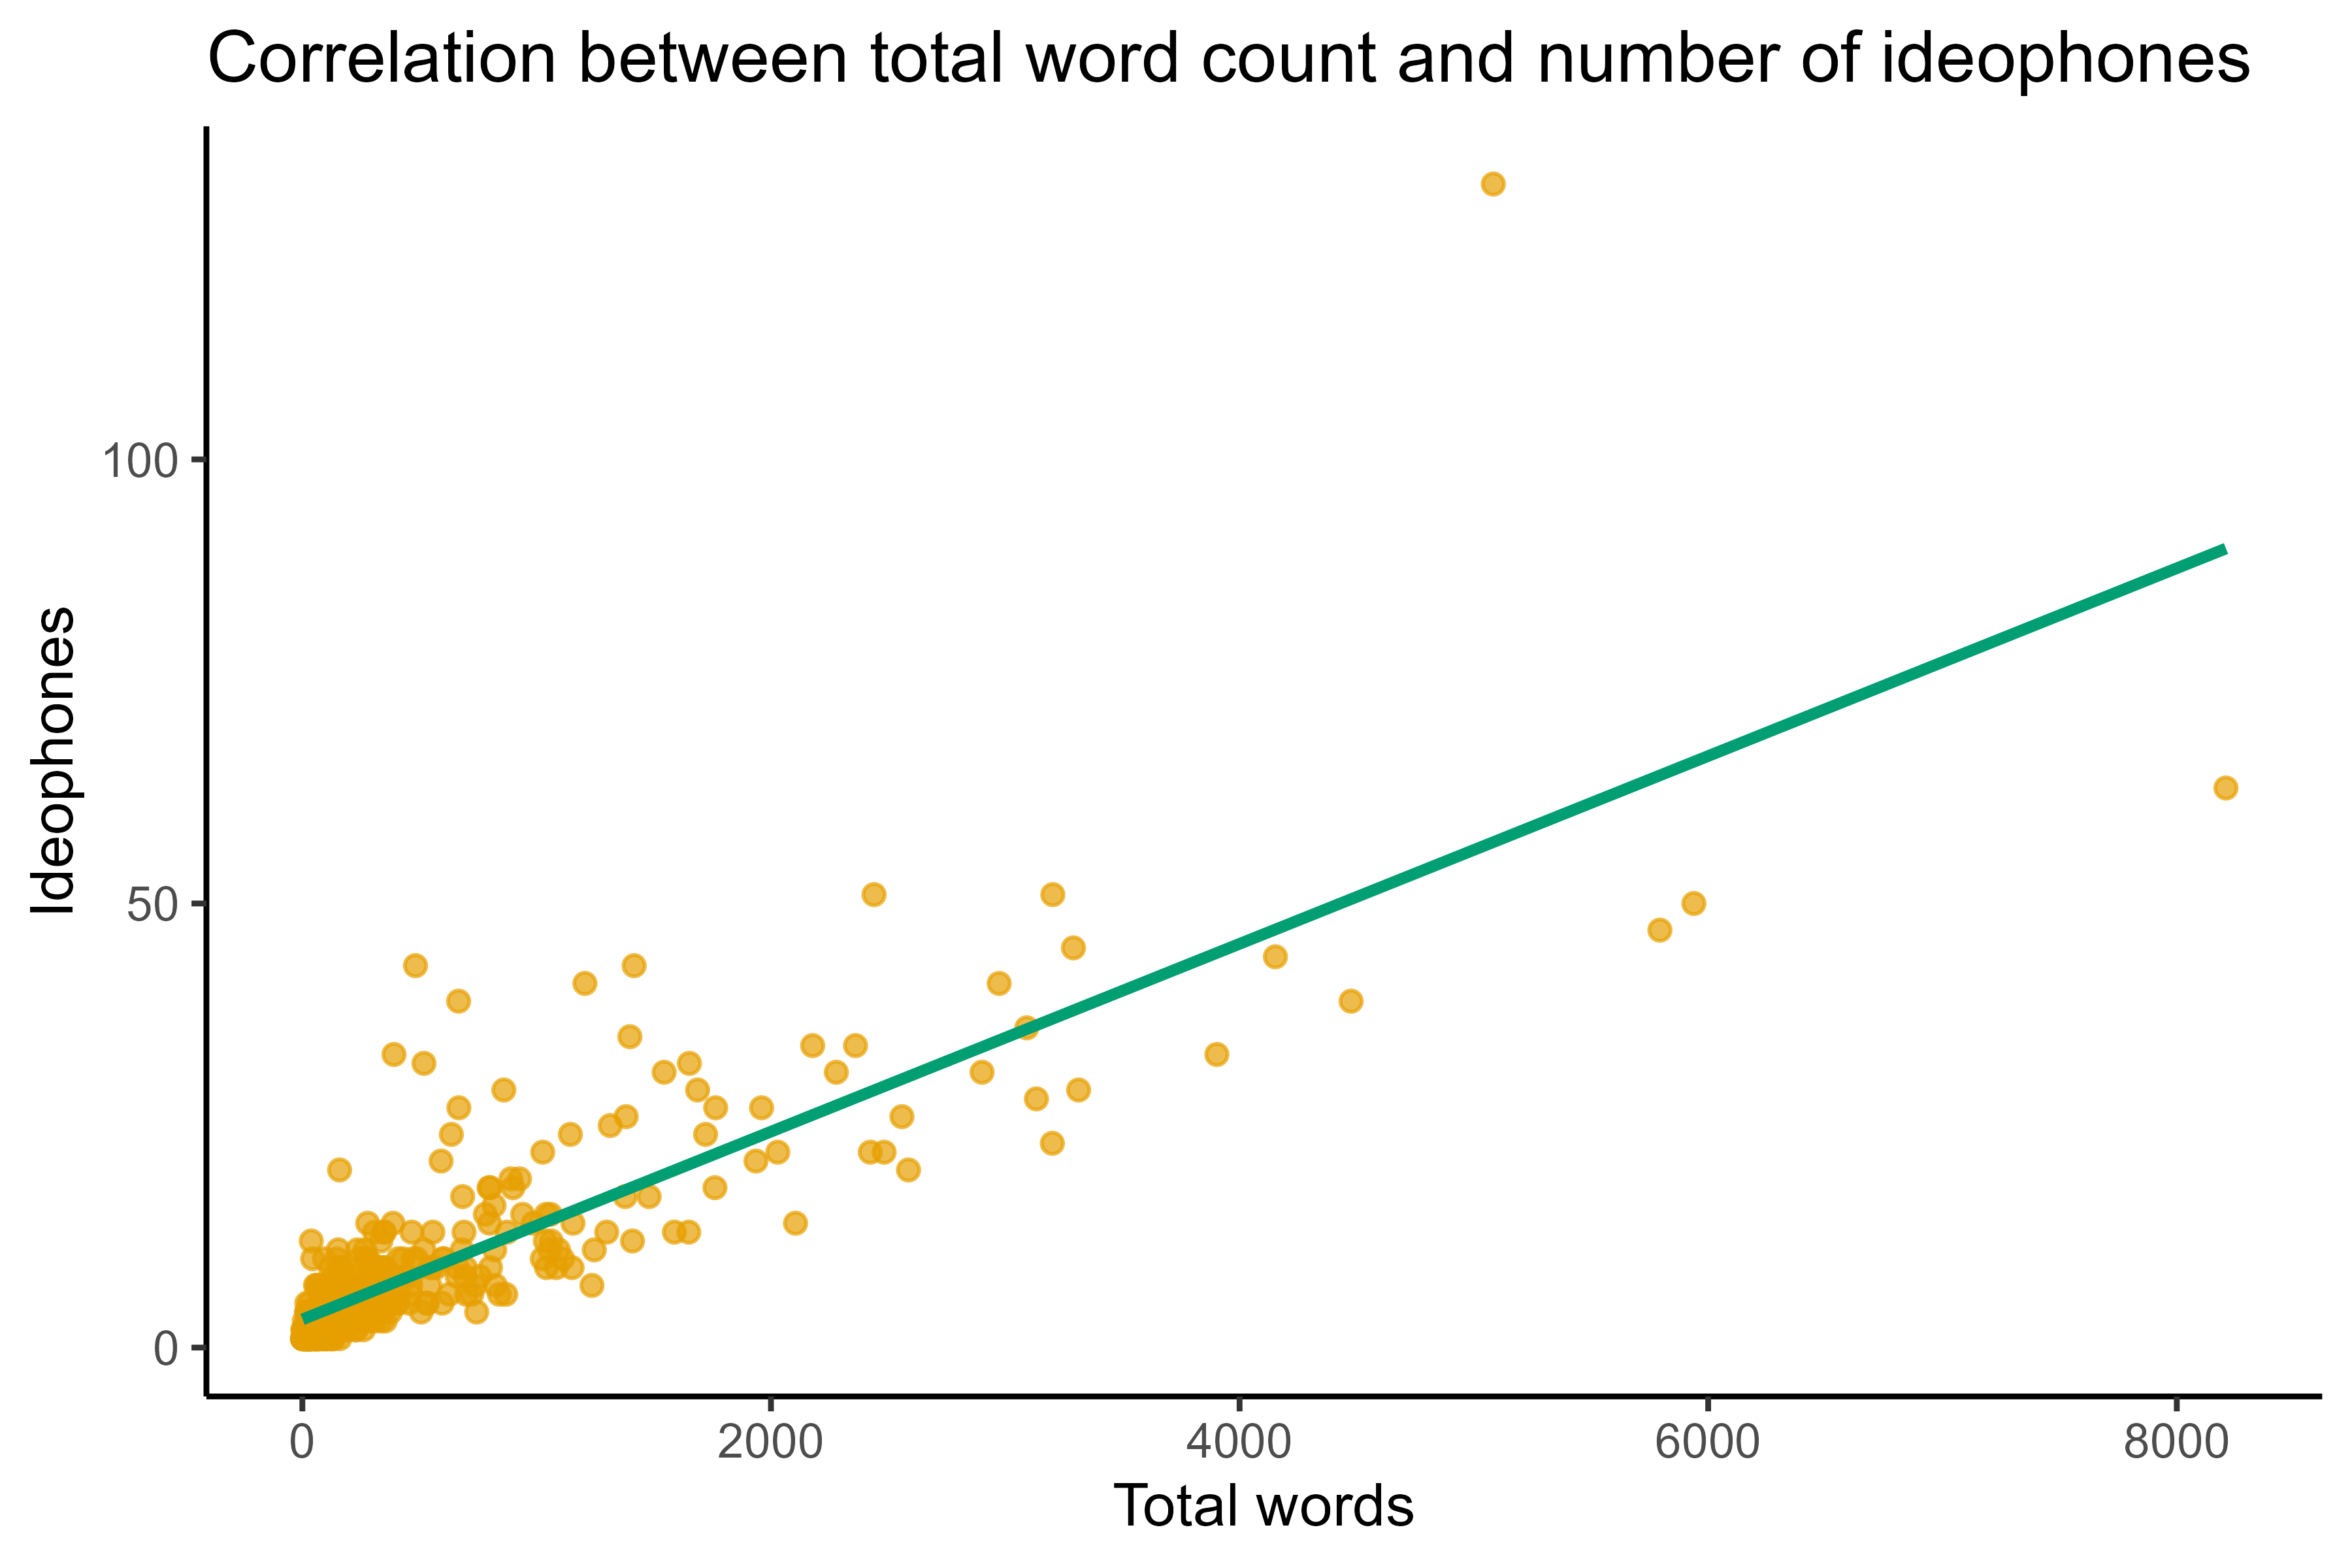 Correlation between total word count and number of ideophones
Ideophones
100
50
0
0 2000 4000 6000 8000
Total words